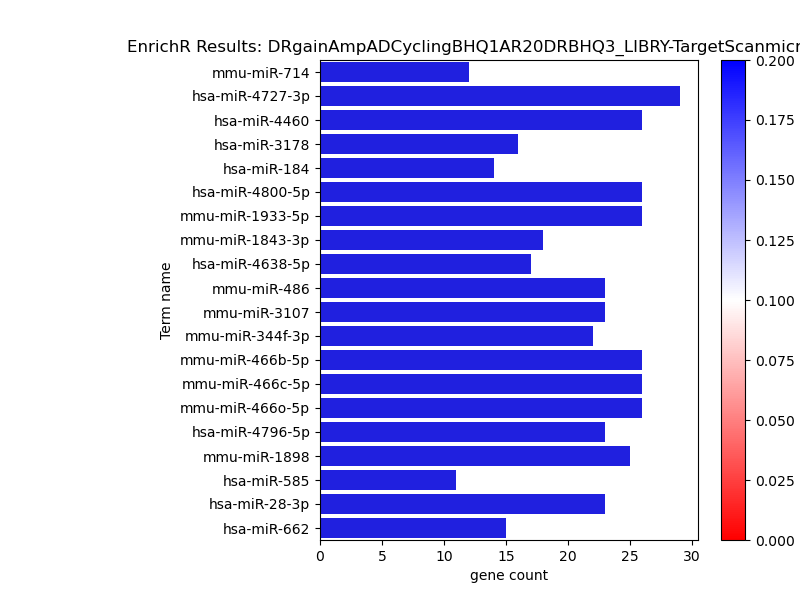 EnrichR Results: DRgainAmpADCyclingBHQ1AR20DRBHQ3_LIBRY-TargetScanmicr
mmu-miR-714
hsa-miR-4727-3p
hsa-miR-4460
hsa-miR-3178
hsa-miR-184
hsa-miR-4800-5p
mmu-miR-1933-5p
mmu-miR-1843-3p
hsa-miR-4638-5p
mmu-miR-486
mmu-miR-3107
mmu-miR-344f-3p
mmu-miR-466b-5p
mmu-miR-466c-5p
mmu-miR-466o-5p
hsa-miR-4796-5p
mmu-miR-1898
hsa-miR-585
hsa-miR-28-3p
hsa-miR-662
Term name
0 5 10 15 20 25 30
gene count
0.200
0.175
0.150
0.125
0.100
0.075
0.050
0.025
0.000